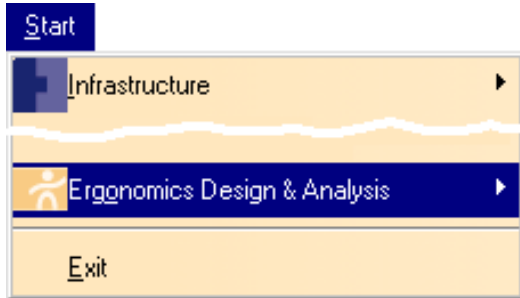 Start
Infrastructure
Ergonomics Design & Analysis
Exit